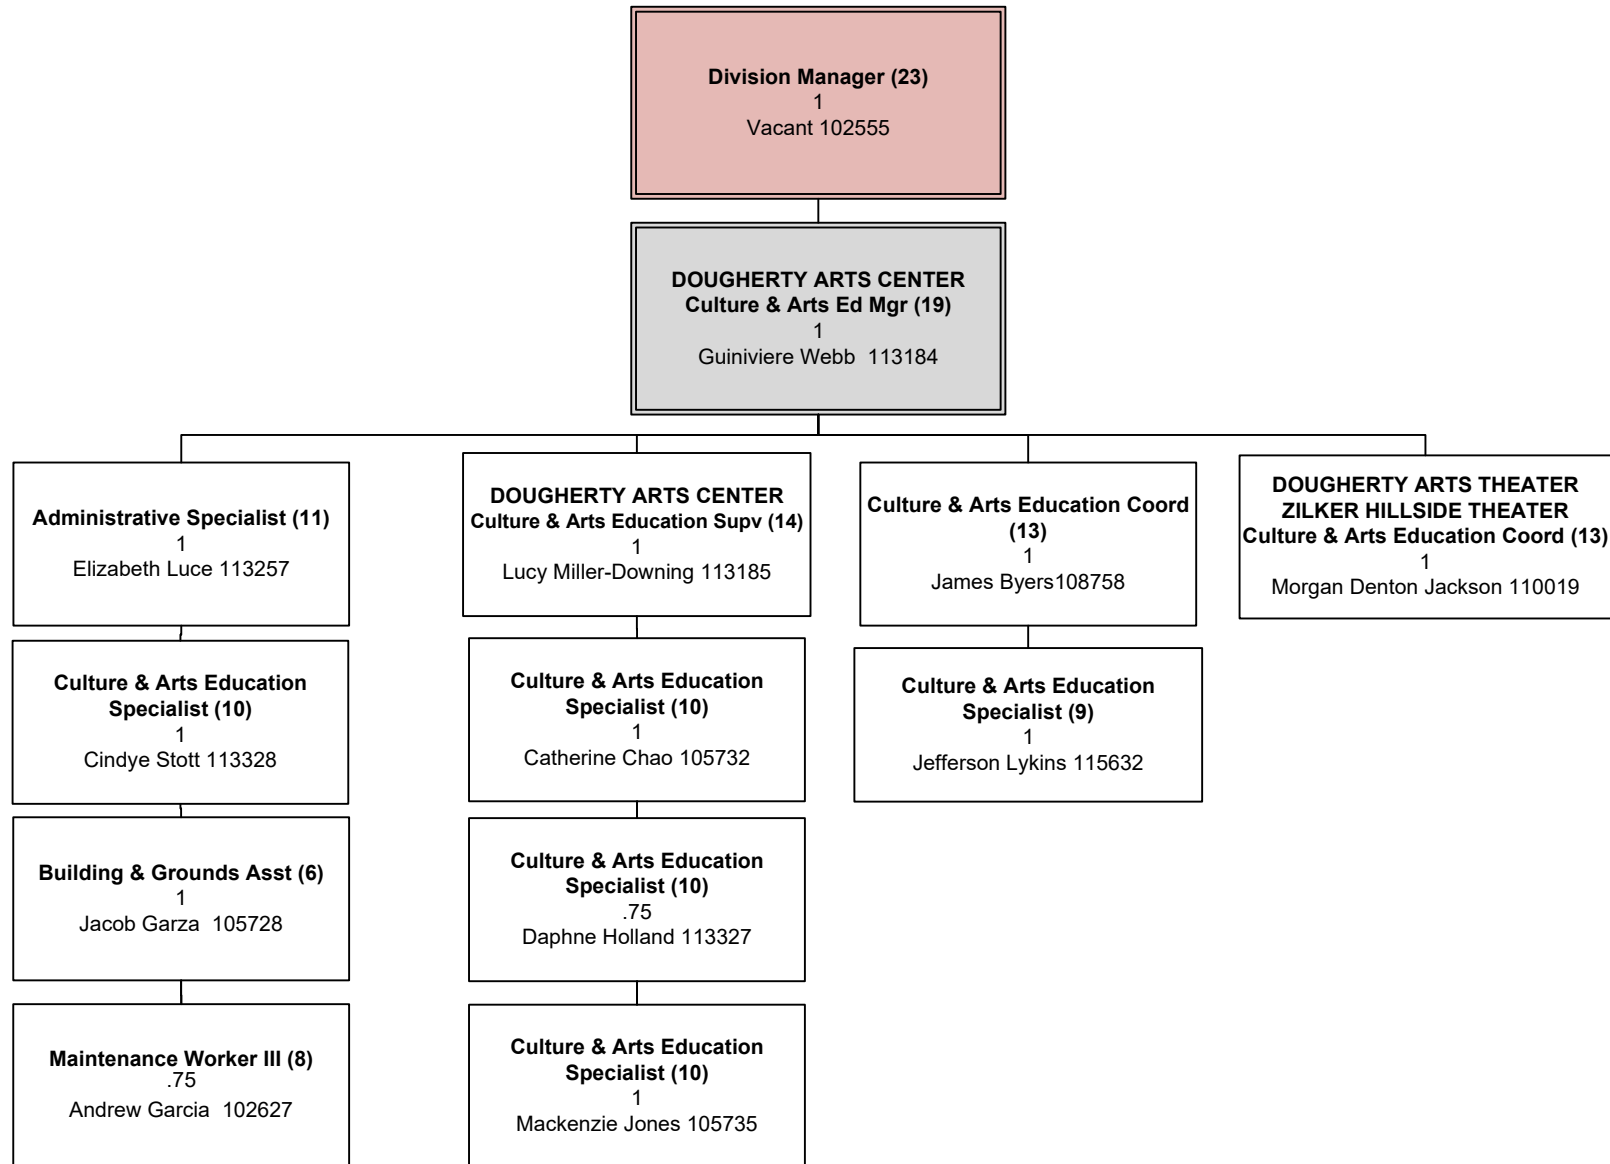 Division Manager (23)
1
Vacant 102555
DOUGHERTY ARTS CENTER
Culture & Arts Ed Mgr (19)
1
Guiniviere Webb  113184
Administrative Specialist (11)
1
Elizabeth Luce 113257
DOUGHERTY ARTS CENTER
Culture & Arts Education Supv (14)
1
Lucy Miller-Downing 113185
Culture & Arts Education Coord
(13)
1
James Byers108758
DOUGHERTY ARTS THEATER
ZILKER HILLSIDE THEATER
Culture & Arts Education Coord (13)
1
Morgan Denton Jackson 110019
Culture & Arts Education
Specialist (10)
1
Cindye Stott 113328
Culture & Arts Education
Specialist (10)
1
Catherine Chao 105732
Culture & Arts Education
Specialist (9)
1
Jefferson Lykins 115632
Building & Grounds Asst (6)
1
Jacob Garza  105728
Culture & Arts Education
Specialist (10)
.75
Daphne Holland 113327
Maintenance Worker III (8)
.75
Andrew Garcia  102627
Culture & Arts Education
Specialist (10)
1
Mackenzie Jones 105735